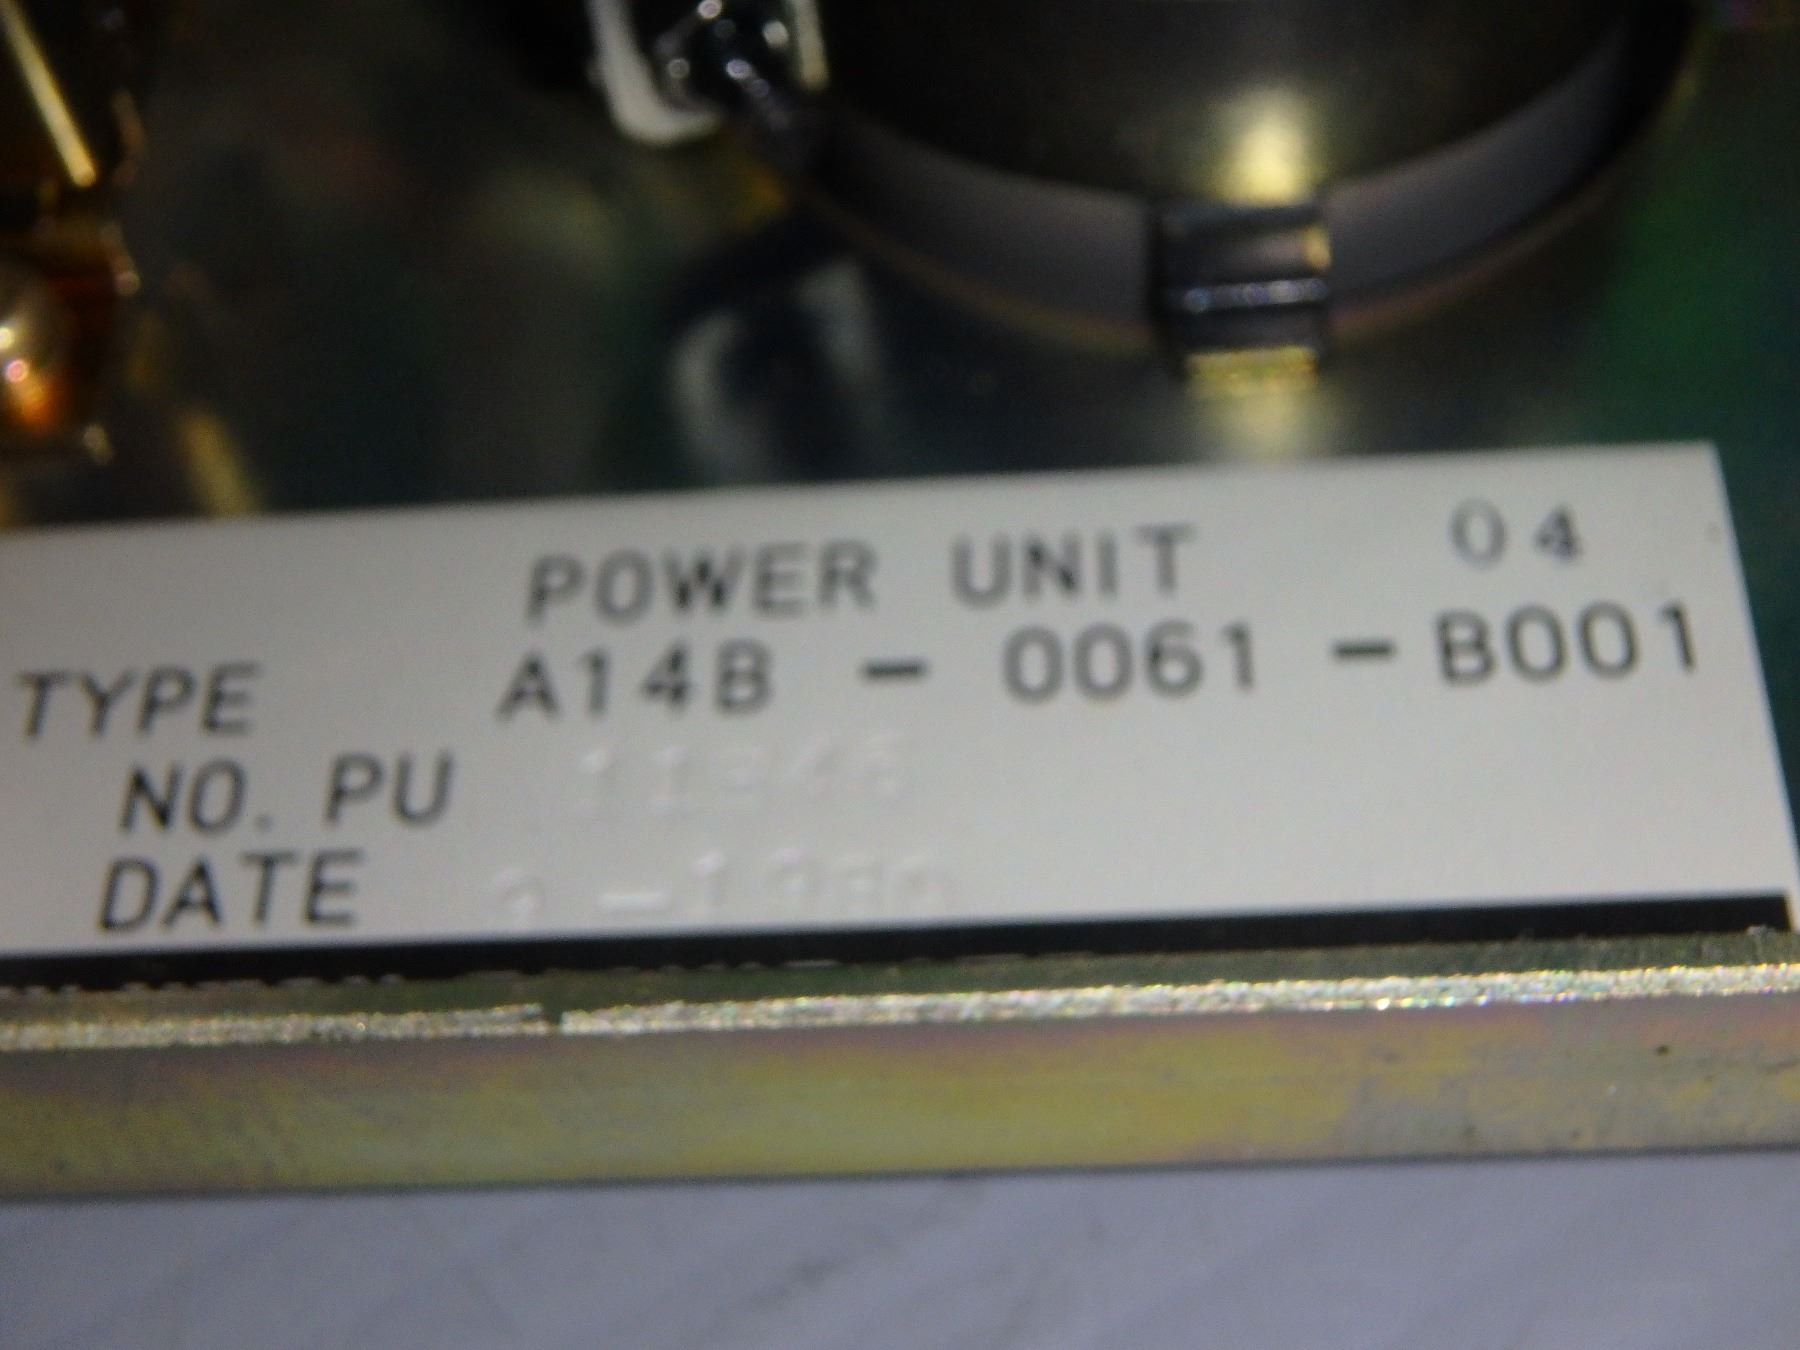 POWER UNIT 04
TYPE A14B - 0061 - B001
NO. PU
DATE